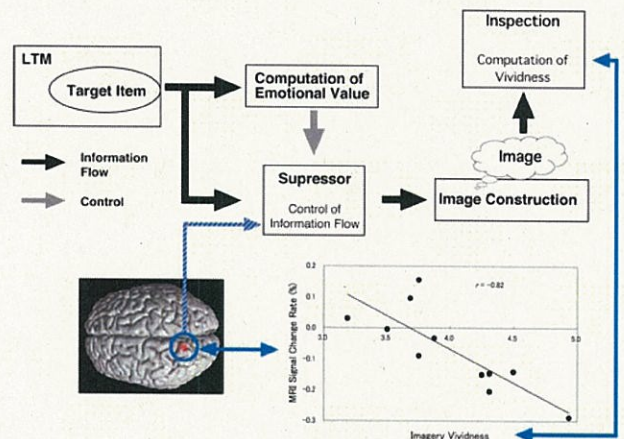 Inspection
Computation of
Vividness
LTM
Target Item
Computation of
Emotional Value
Information
Flow
Control
Image
Supressor
Control of
Information Flow
Image Construction
0.2
0.1
0.0
-0.1
-0.2
-0.3
r = -0.82
3.0
3.5
4.0
4.5
5.0
MRI Signal Change Rate (%)
Imagery Vividness